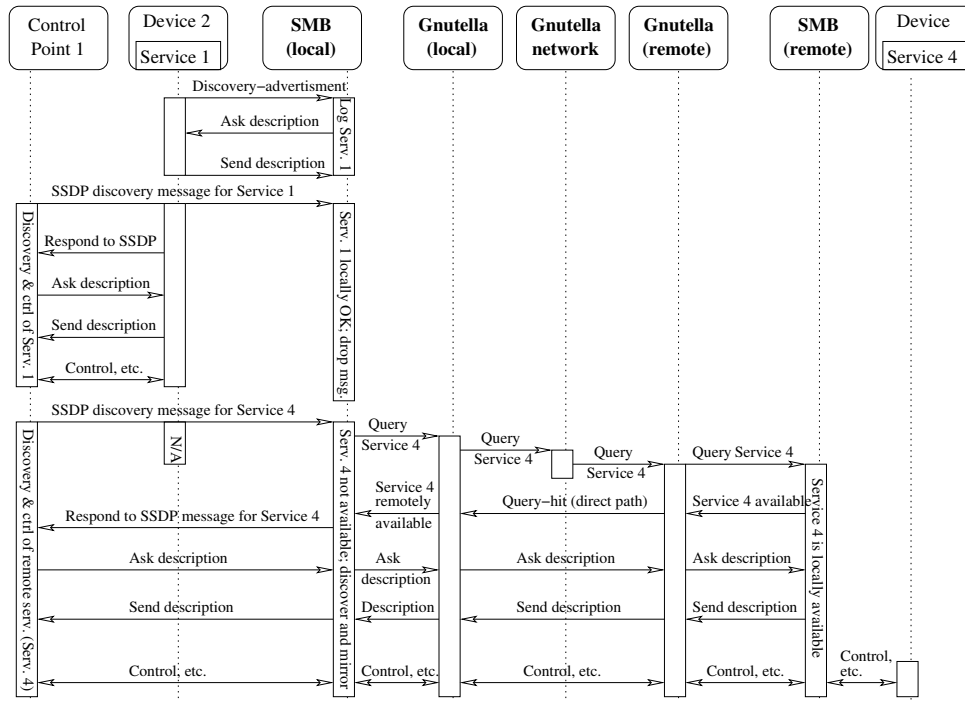 Control
Point 1
Device 2
Service 1
SMB
(local)
Gnutella
(local)
Gnutella
network
Gnutella
(remote)
SMB
(remote)
Device
Service 4
Discovery−advertisment
Ask description
Send description
Log Serv. 1
SSDP discovery message for Service 1
Respond to SSDP
Ask description
Send description
Control, etc.
Discovery & ctrl of Serv. 1
Serv. 1 locally OK; drop msg.
SSDP discovery message for Service 4
N/A
Query
Service 4
Query
Service 4
Query
Service 4
Query Service 4
Service 4 available
Query−hit (direct path)
Service 4
remotely
available
Respond to SSDP message for Service 4
Ask description
Ask
description
Ask description
Ask description
Send description
Description
Send description
Send description
Control, etc.
Control, etc.
Control, etc.
Control, etc.
Control,
etc.
Discovery & ctrl of remote serv. (Serv. 4)
Serv. 4 not available; discover and mirror
Service 4 is locally available